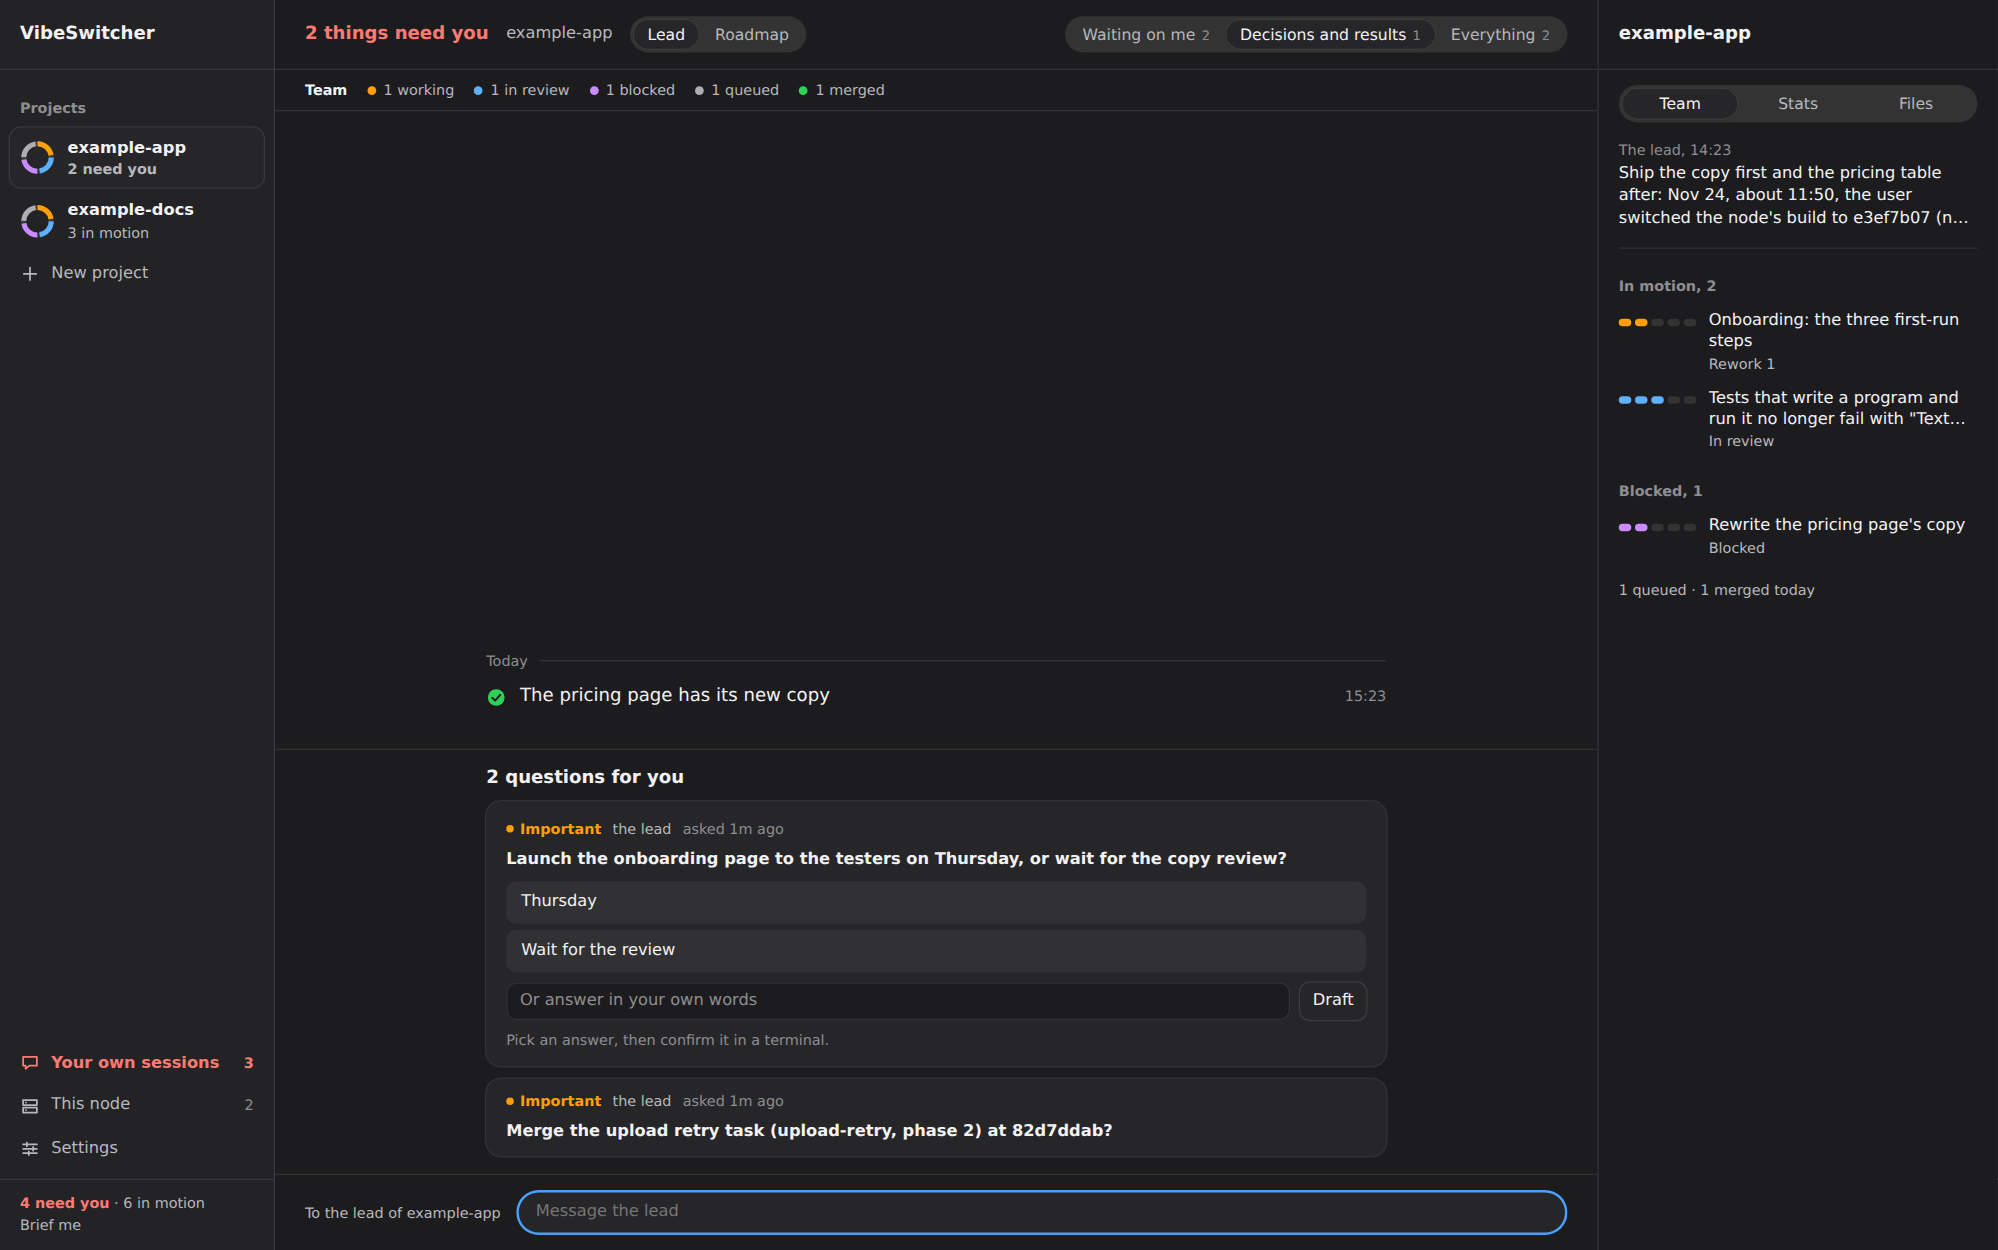 VibeSwitcher
Projects
example-app
2 need you
example-docs
3 in motion
New project
Your own sessions 3
This node 2
Settings
4 need you · 6 in motion
Brief me
2 things need you example-app Lead Roadmap
Waiting on me 2 Decisions and results 1 Everything 2
Team 1 working 1 in review 1 blocked 1 queued 1 merged
Today
The pricing page has its new copy 15:23
2 questions for you
Important the lead asked 1m ago
Launch the onboarding page to the testers on Thursday, or wait for the copy review?
Thursday
Wait for the review
Or answer in your own words Draft
Pick an answer, then confirm it in a terminal.
Important the lead asked 1m ago
Merge the upload retry task (upload-retry, phase 2) at 82d7ddab?
To the lead of example-app Message the lead
example-app
Team Stats Files
The lead, 14:23
Ship the copy first and the pricing table
after: Nov 24, about 11:50, the user
switched the node's build to e3ef7b07 (n…
In motion, 2
Onboarding: the three first-run
steps
Rework 1
Tests that write a program and
run it no longer fail with "Text…
In review
Blocked, 1
Rewrite the pricing page's copy
Blocked
1 queued · 1 merged today